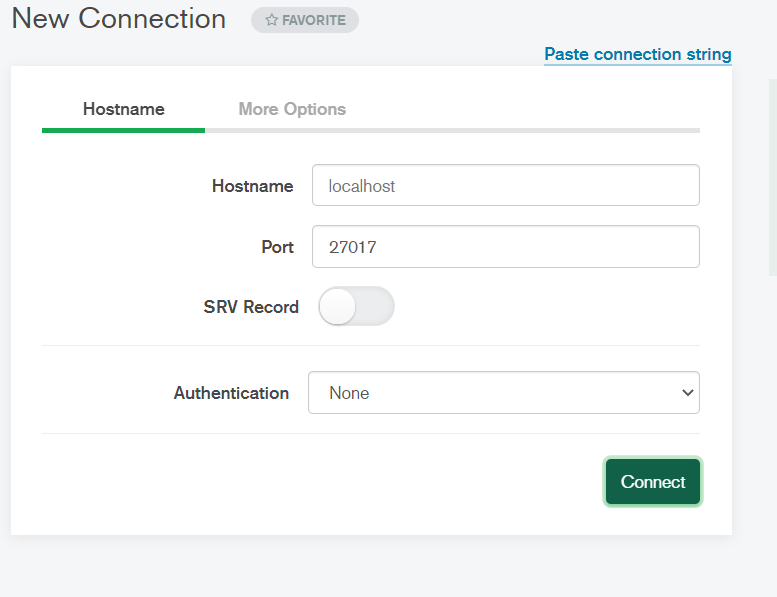 New Connection
FAVORITE
Paste connection string
Hostname
More Options
Hostname
localhost
Port
27017
SRV Record
Authentication
None
Connect